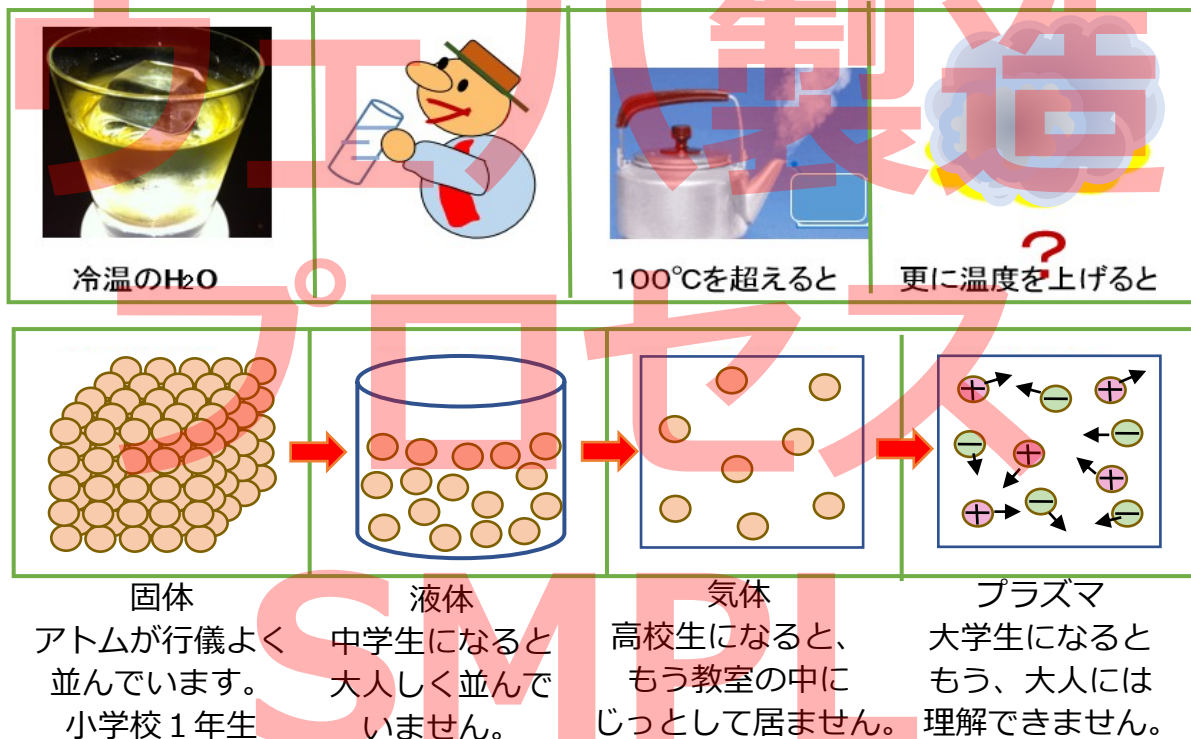 ウエハ製造
プロセス
SMPL
冷温のH₂O
100℃を超えると
更に温度を上げると
?
固体
アトムが行儀よく
並んでいます。
小学校１年生
液体
中学生になると
大人しく並んで
いません。
気体
高校生になると、
もう教室の中に
じっとして居ません。
プラズマ
大学生になると
もう、大人には
理解できません。
+
−
+
−
−
+
+
+
−
−